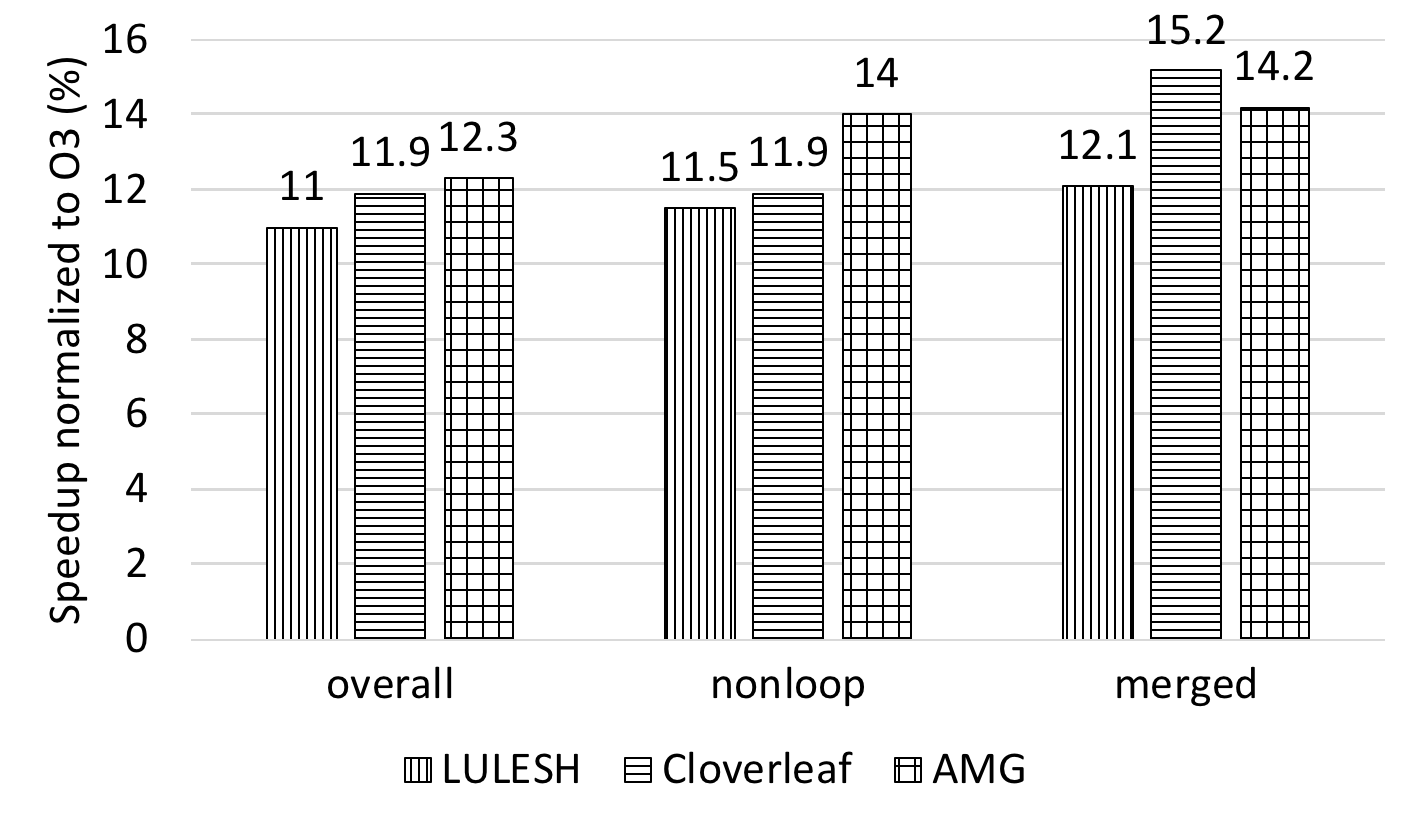 Speedup normalized to O3 (%)
16
14
12
10
8
6
4
2
0
11
11.9
12.3
11.5
11.9
14
12.1
15.2
14.2
overall
nonloop
merged
LULESH
Cloverleaf
AMG